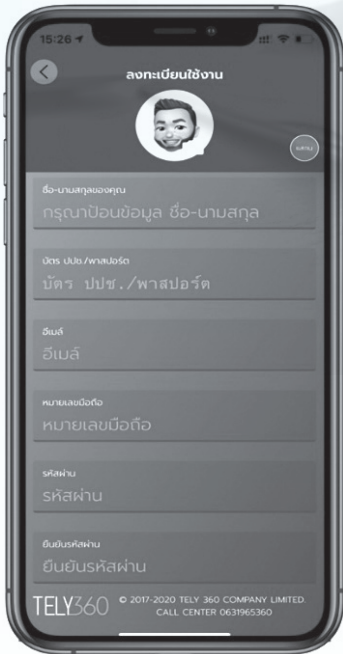 15:26
ลงทะเบียนใช้งาน
ชื่อ-นามสกุลของคุณ
กรุณาป้อนข้อมูล ชื่อ-นามสกุล
บัตร ปปช./พาสปอร์ต
บัตร ปปช./พาสปอร์ต
อีเมล์
อีเมล์
หมายเลขมือถือ
หมายเลขมือถือ
รหัสผ่าน
รหัสผ่าน
ยืนยันรหัสผ่าน
ยืนยันรหัสผ่าน
TELY360
© 2017-2020 TELY 360 COMPANY LIMITED.
CALL CENTER 0631965360